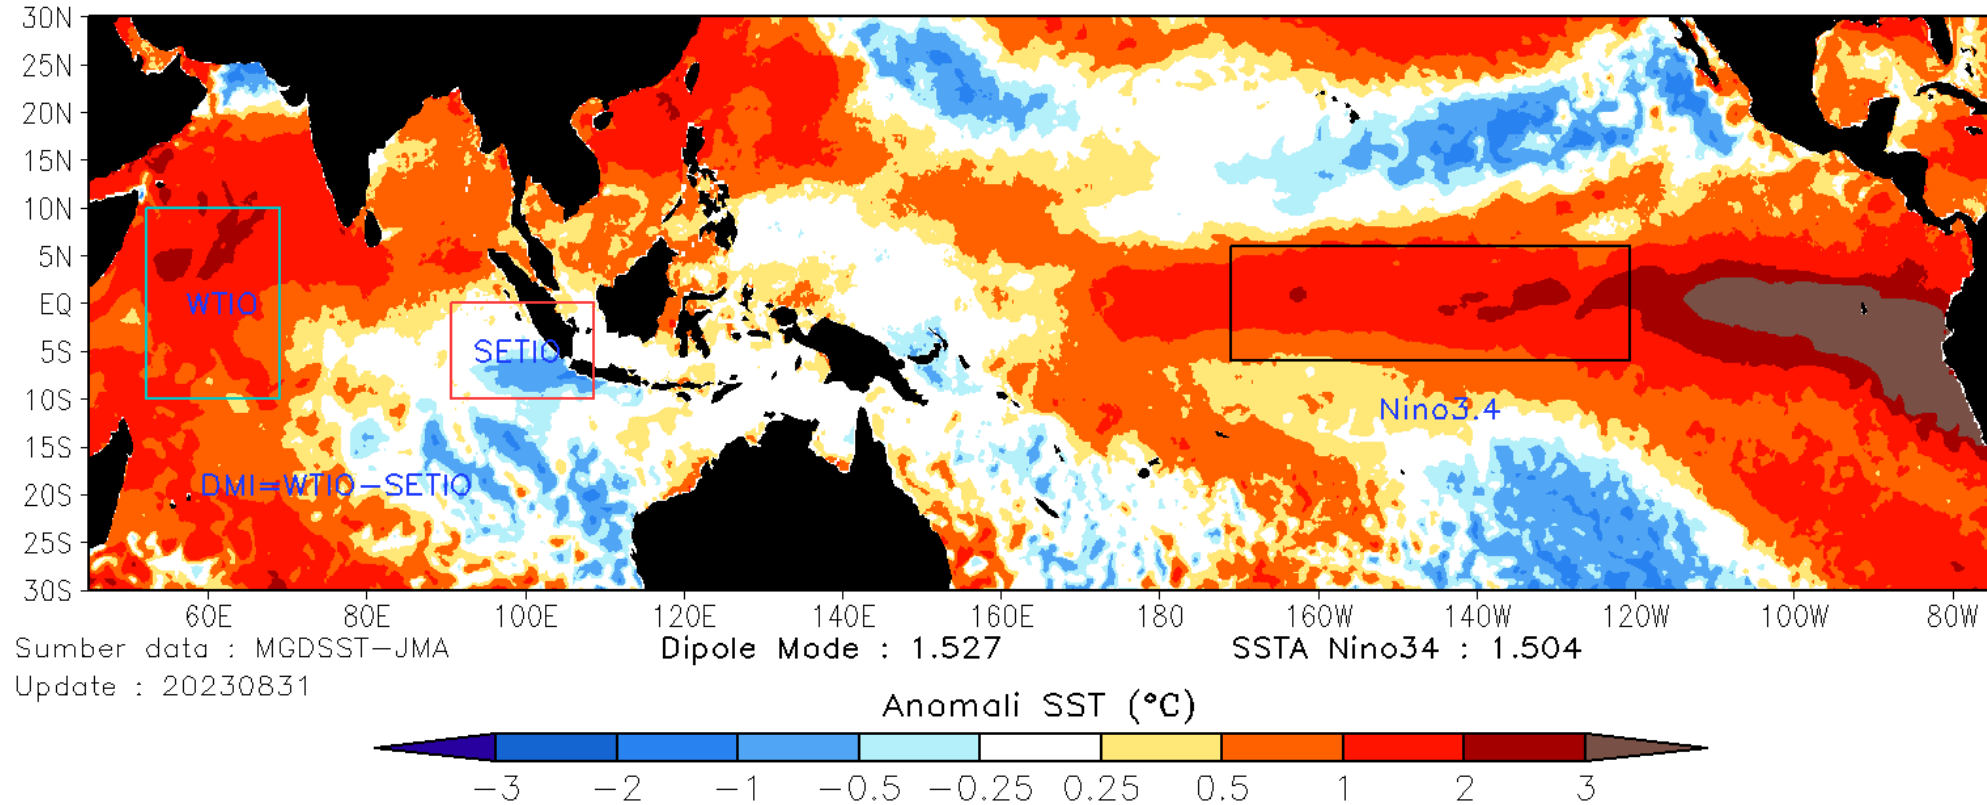 30N
25N
20N
15N
10N
5N
EQ
5S
10S
15S
20S
25S
30S
WTIO
SETIO
Nino3.4
DMI=WTIO-SETIO
60E 80E 100E 120E 140E 160E 180 160W 140W 120W 100W 80W
Sumber data : MGDSST-JMA Dipole Mode : 1.527 SSTA Nino34 : 1.504
Update : 20230831
Anomali SST (°C)
-3 -2 -1 -0.5 -0.25 0.25 0.5 1 2 3